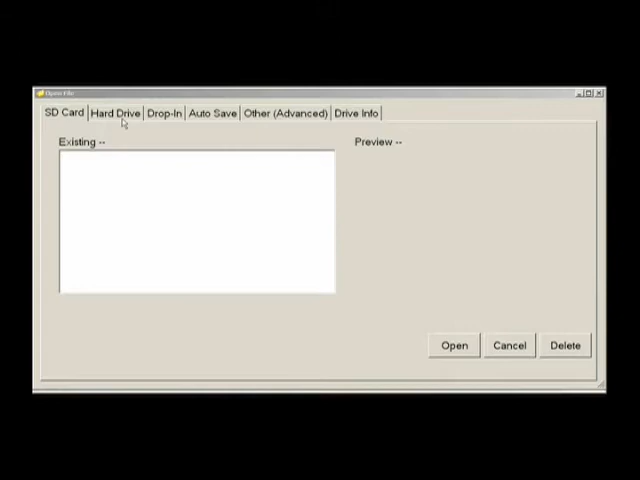 Open File
SD Card Hard Drive Drop-In Auto Save Other (Advanced) Drive Info
Existing -- Preview --
Open Cancel Delete